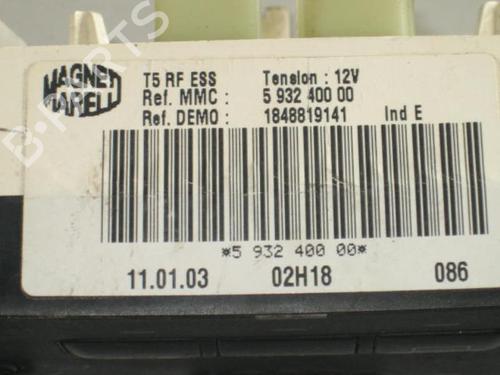 MAGNETI
MARELLI
T5 RF ESS
Tension : 12V
Ref. MMC :
5 932 400 00
Ref. DEMO :
1848819141
Ind E
*5 932 400 00*
11.01.03
02H18
086
B-PARTS